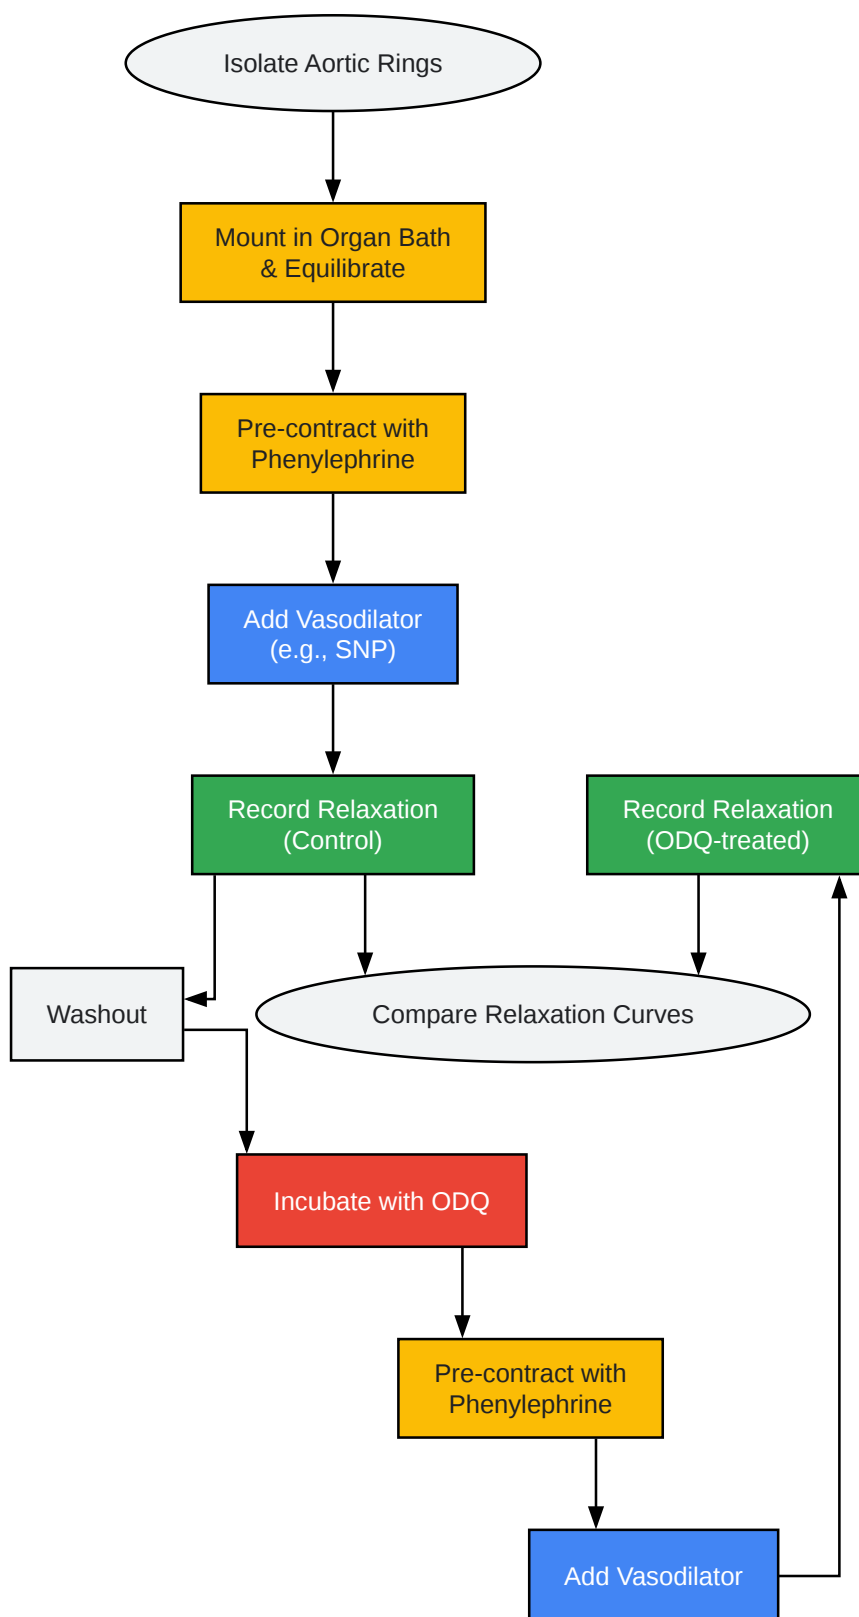 Isolate Aortic Rings
Mount in Organ Bath
& Equilibrate
Pre-contract with
Phenylephrine
Add Vasodilator
(e.g., SNP)
Record Relaxation
(Control)
Record Relaxation
(ODQ-treated)
Washout
Compare Relaxation Curves
Incubate with ODQ
Pre-contract with
Phenylephrine
Add Vasodilator